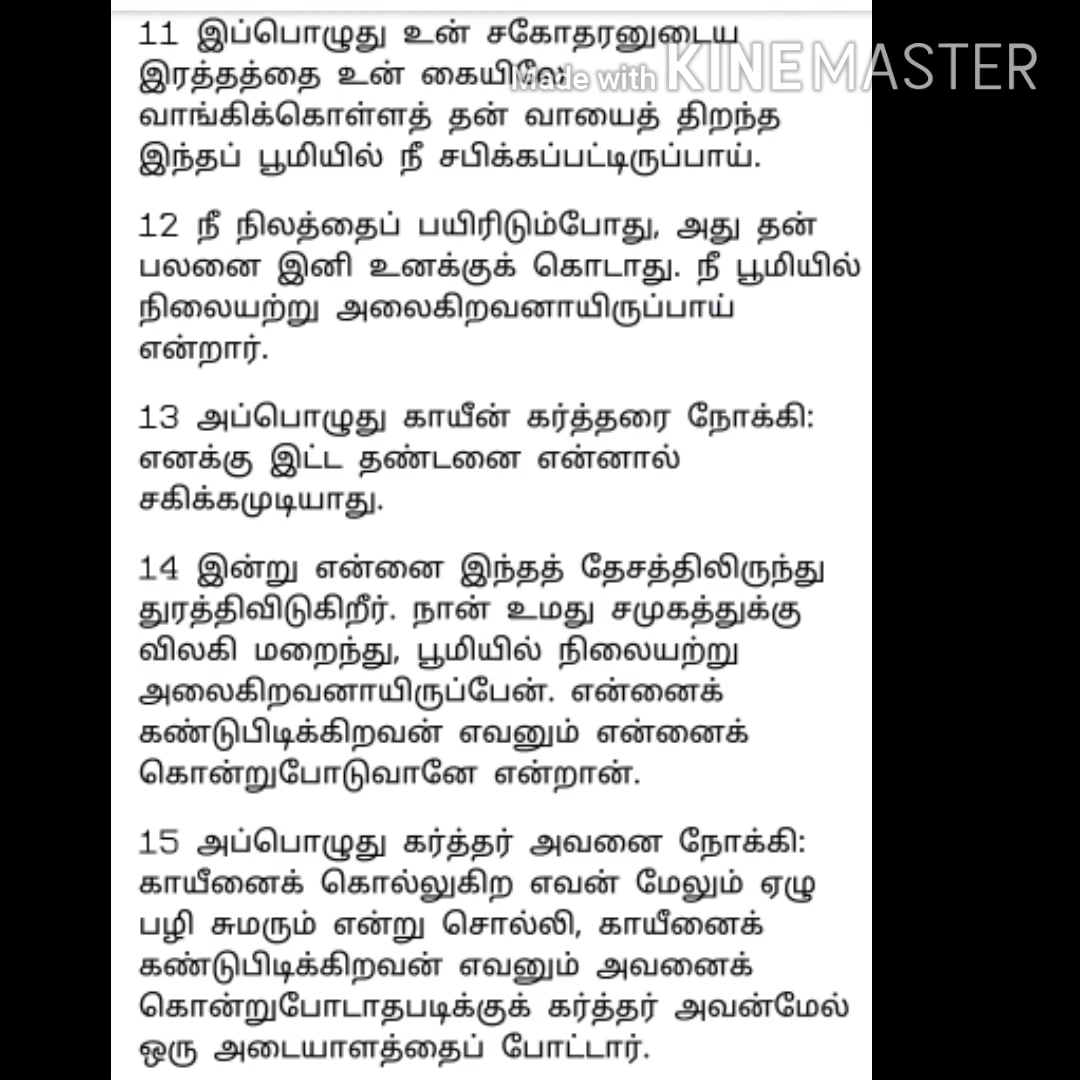 11 இப்பொழுது உன் சகோதரனுடைய
இரத்தத்தை உன் கையிலே
Made with KINEMASTER
வாங்கிக்கொள்ளத் தன் வாயைத் திறந்த
இந்தப் பூமியில் நீ சபிக்கப்பட்டிருப்பாய்.
12 நீ நிலத்தைப் பயிரிடும்போது, அது தன்
பலனை இனி உனக்குக் கொடாது. நீ பூமியில்
நிலையற்று அலைகிறவனாயிருப்பாய்
என்றார்.
13 அப்பொழுது காயீன் கர்த்தரை நோக்கி:
எனக்கு இட்ட தண்டனை என்னால்
சகிக்கமுடியாது.
14 இன்று என்னை இந்தத் தேசத்திலிருந்து
துரத்திவிடுகிறீர். நான் உமது சமுகத்துக்கு
விலகி மறைந்து, பூமியில் நிலையற்று
அலைகிறவனாயிருப்பேன். என்னைக்
கண்டுபிடிக்கிறவன் எவனும் என்னைக்
கொன்றுபோடுவானே என்றான்.
15 அப்பொழுது கர்த்தர் அவனை நோக்கி:
காயீனைக் கொல்லுகிற எவன் மேலும் ஏழு
பழி சுமரும் என்று சொல்லி, காயீனைக்
கண்டுபிடிக்கிறவன் எவனும் அவனைக்
கொன்றுபோடாதபடிக்குக் கர்த்தர் அவன்மேல்
ஒரு அடையாளத்தைப் போட்டார்.